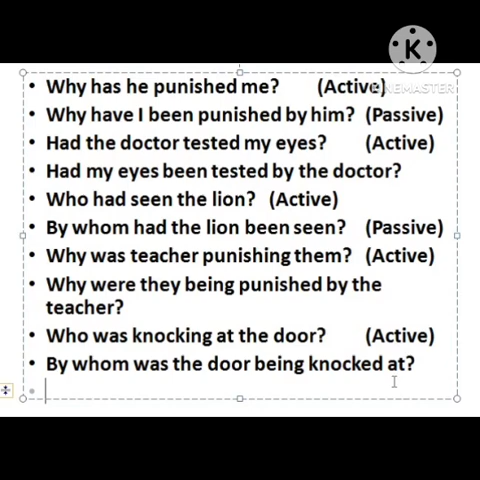 K
KINEMASTER
• Why has he punished me? (Active)
• Why have I been punished by him? (Passive)
• Had the doctor tested my eyes? (Active)
• Had my eyes been tested by the doctor?
• Who had seen the lion? (Active)
• By whom had the lion been seen? (Passive)
• Why was teacher punishing them? (Active)
• Why were they being punished by the
teacher?
• Who was knocking at the door? (Active)
• By whom was the door being knocked at?